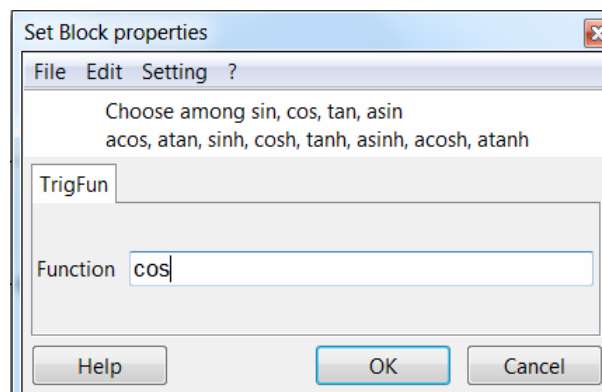 Set Block properties
File Edit Setting ?
Choose among sin, cos, tan, asin
acos, atan, sinh, cosh, tanh, asinh, acosh, atanh
TrigFun
Function cos
Help OK Cancel